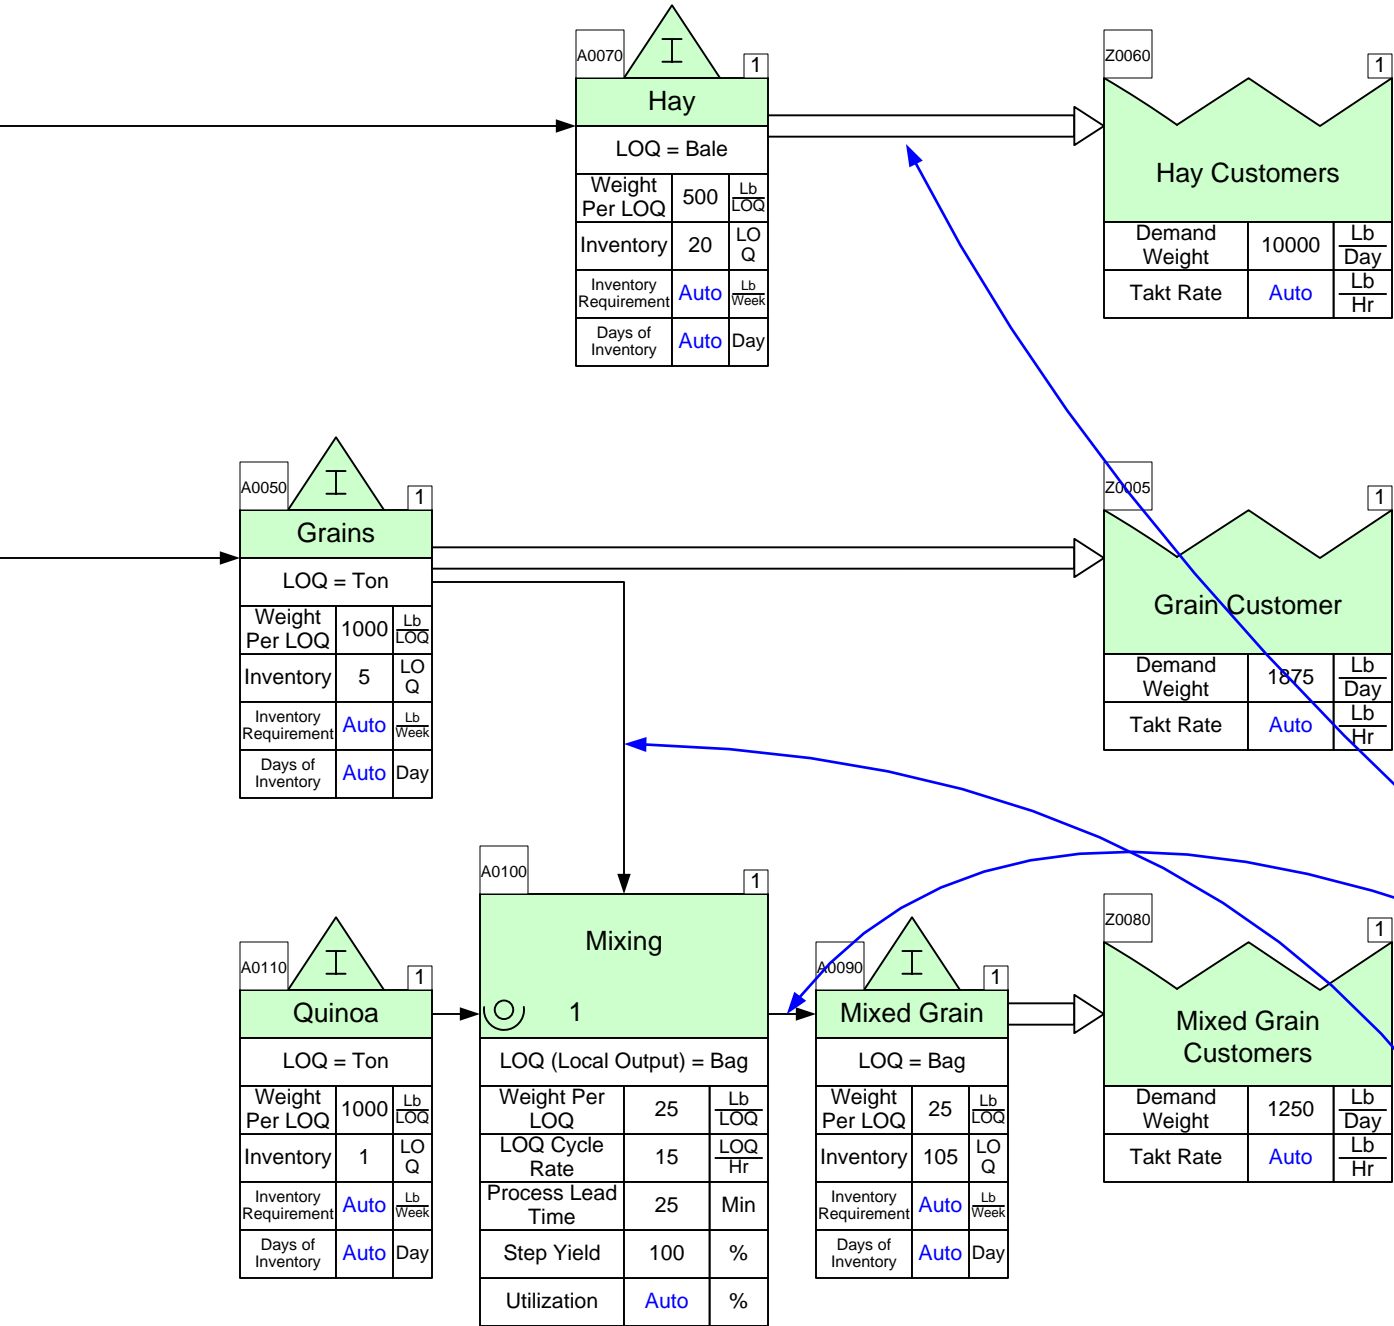 A0070
I
1
Hay
LOQ = Bale
Weight Per LOQ 500 Lb LOQ
Inventory 20 LO Q
Inventory Requirement Auto Lb Week
Days of Inventory Auto Day
Z0060
1
Hay Customers
Demand Weight 10000 Lb Day
Takt Rate Auto Lb Hr
A0050
I
1
Grains
LOQ = Ton
Weight Per LOQ 1000 Lb LOQ
Inventory 5 LO Q
Inventory Requirement Auto Lb Week
Days of Inventory Auto Day
Z0005
1
Grain Customer
Demand Weight 1875 Lb Day
Takt Rate Auto Lb Hr
A0110
I
1
Quinoa
LOQ = Ton
Weight Per LOQ 1000 Lb LOQ
Inventory 1 LO Q
Inventory Requirement Auto Lb Week
Days of Inventory Auto Day
A0100
1
Mixing
1
LOQ (Local Output) = Bag
Weight Per LOQ 25 Lb LOQ
LOQ Cycle Rate 15 LOQ Hr
Process Lead Time 25 Min
Step Yield 100 %
Utilization Auto %
A0090
I
1
Mixed Grain
LOQ = Bag
Weight Per LOQ 25 Lb LOQ
Inventory 105 LO Q
Inventory Requirement Auto Lb Week
Days of Inventory Auto Day
Z0080
1
Mixed Grain
Customers
Demand Weight 1250 Lb Day
Takt Rate Auto Lb Hr